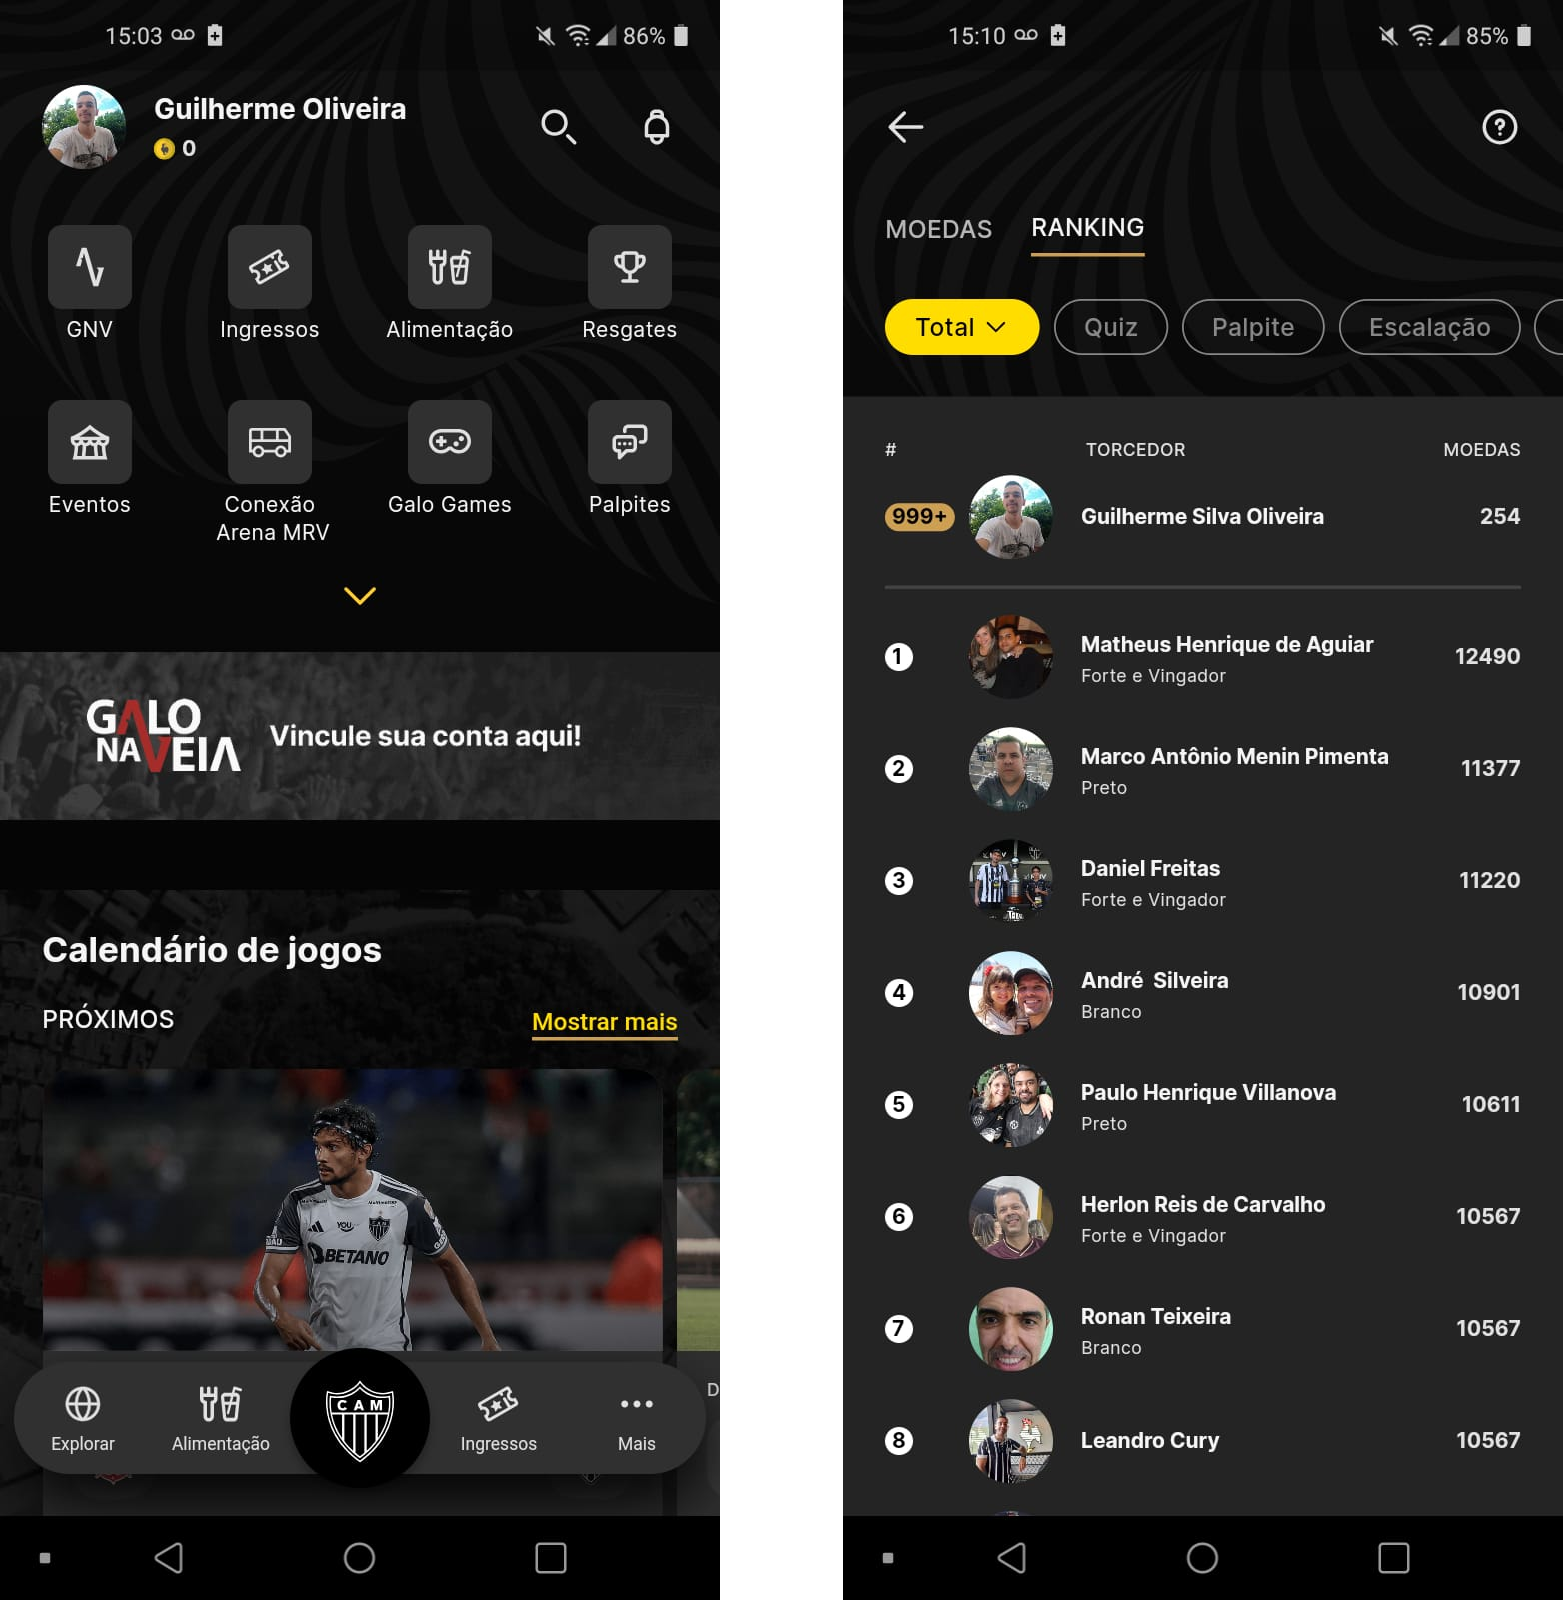 15:03
86%
Guilherme Oliveira
0
GNV
Ingressos
Alimentação
Resgates
Eventos
Conexão
Arena MRV
Galo Games
Palpites
GALO
NAVEIA
Vincule sua conta aqui!
Calendário de jogos
PRÓXIMOS
Mostrar mais
YOU
CAM
BETANO
D
Explorar
Alimentação
CAM
Ingressos
Mais
15:10
85%
MOEDAS
RANKING
Total
Quiz
Palpite
Escalação
#
TORCEDOR
MOEDAS
999+
Guilherme Silva Oliveira
254
1
Matheus Henrique de Aguiar
Forte e Vingador
12490
2
Marco Antônio Menin Pimenta
Preto
11377
3
Daniel Freitas
Forte e Vingador
11220
4
André  Silveira
Branco
10901
5
Paulo Henrique Villanova
Preto
10611
6
Herlon Reis de Carvalho
Forte e Vingador
10567
7
Ronan Teixeira
Branco
10567
8
Leandro Cury
10567